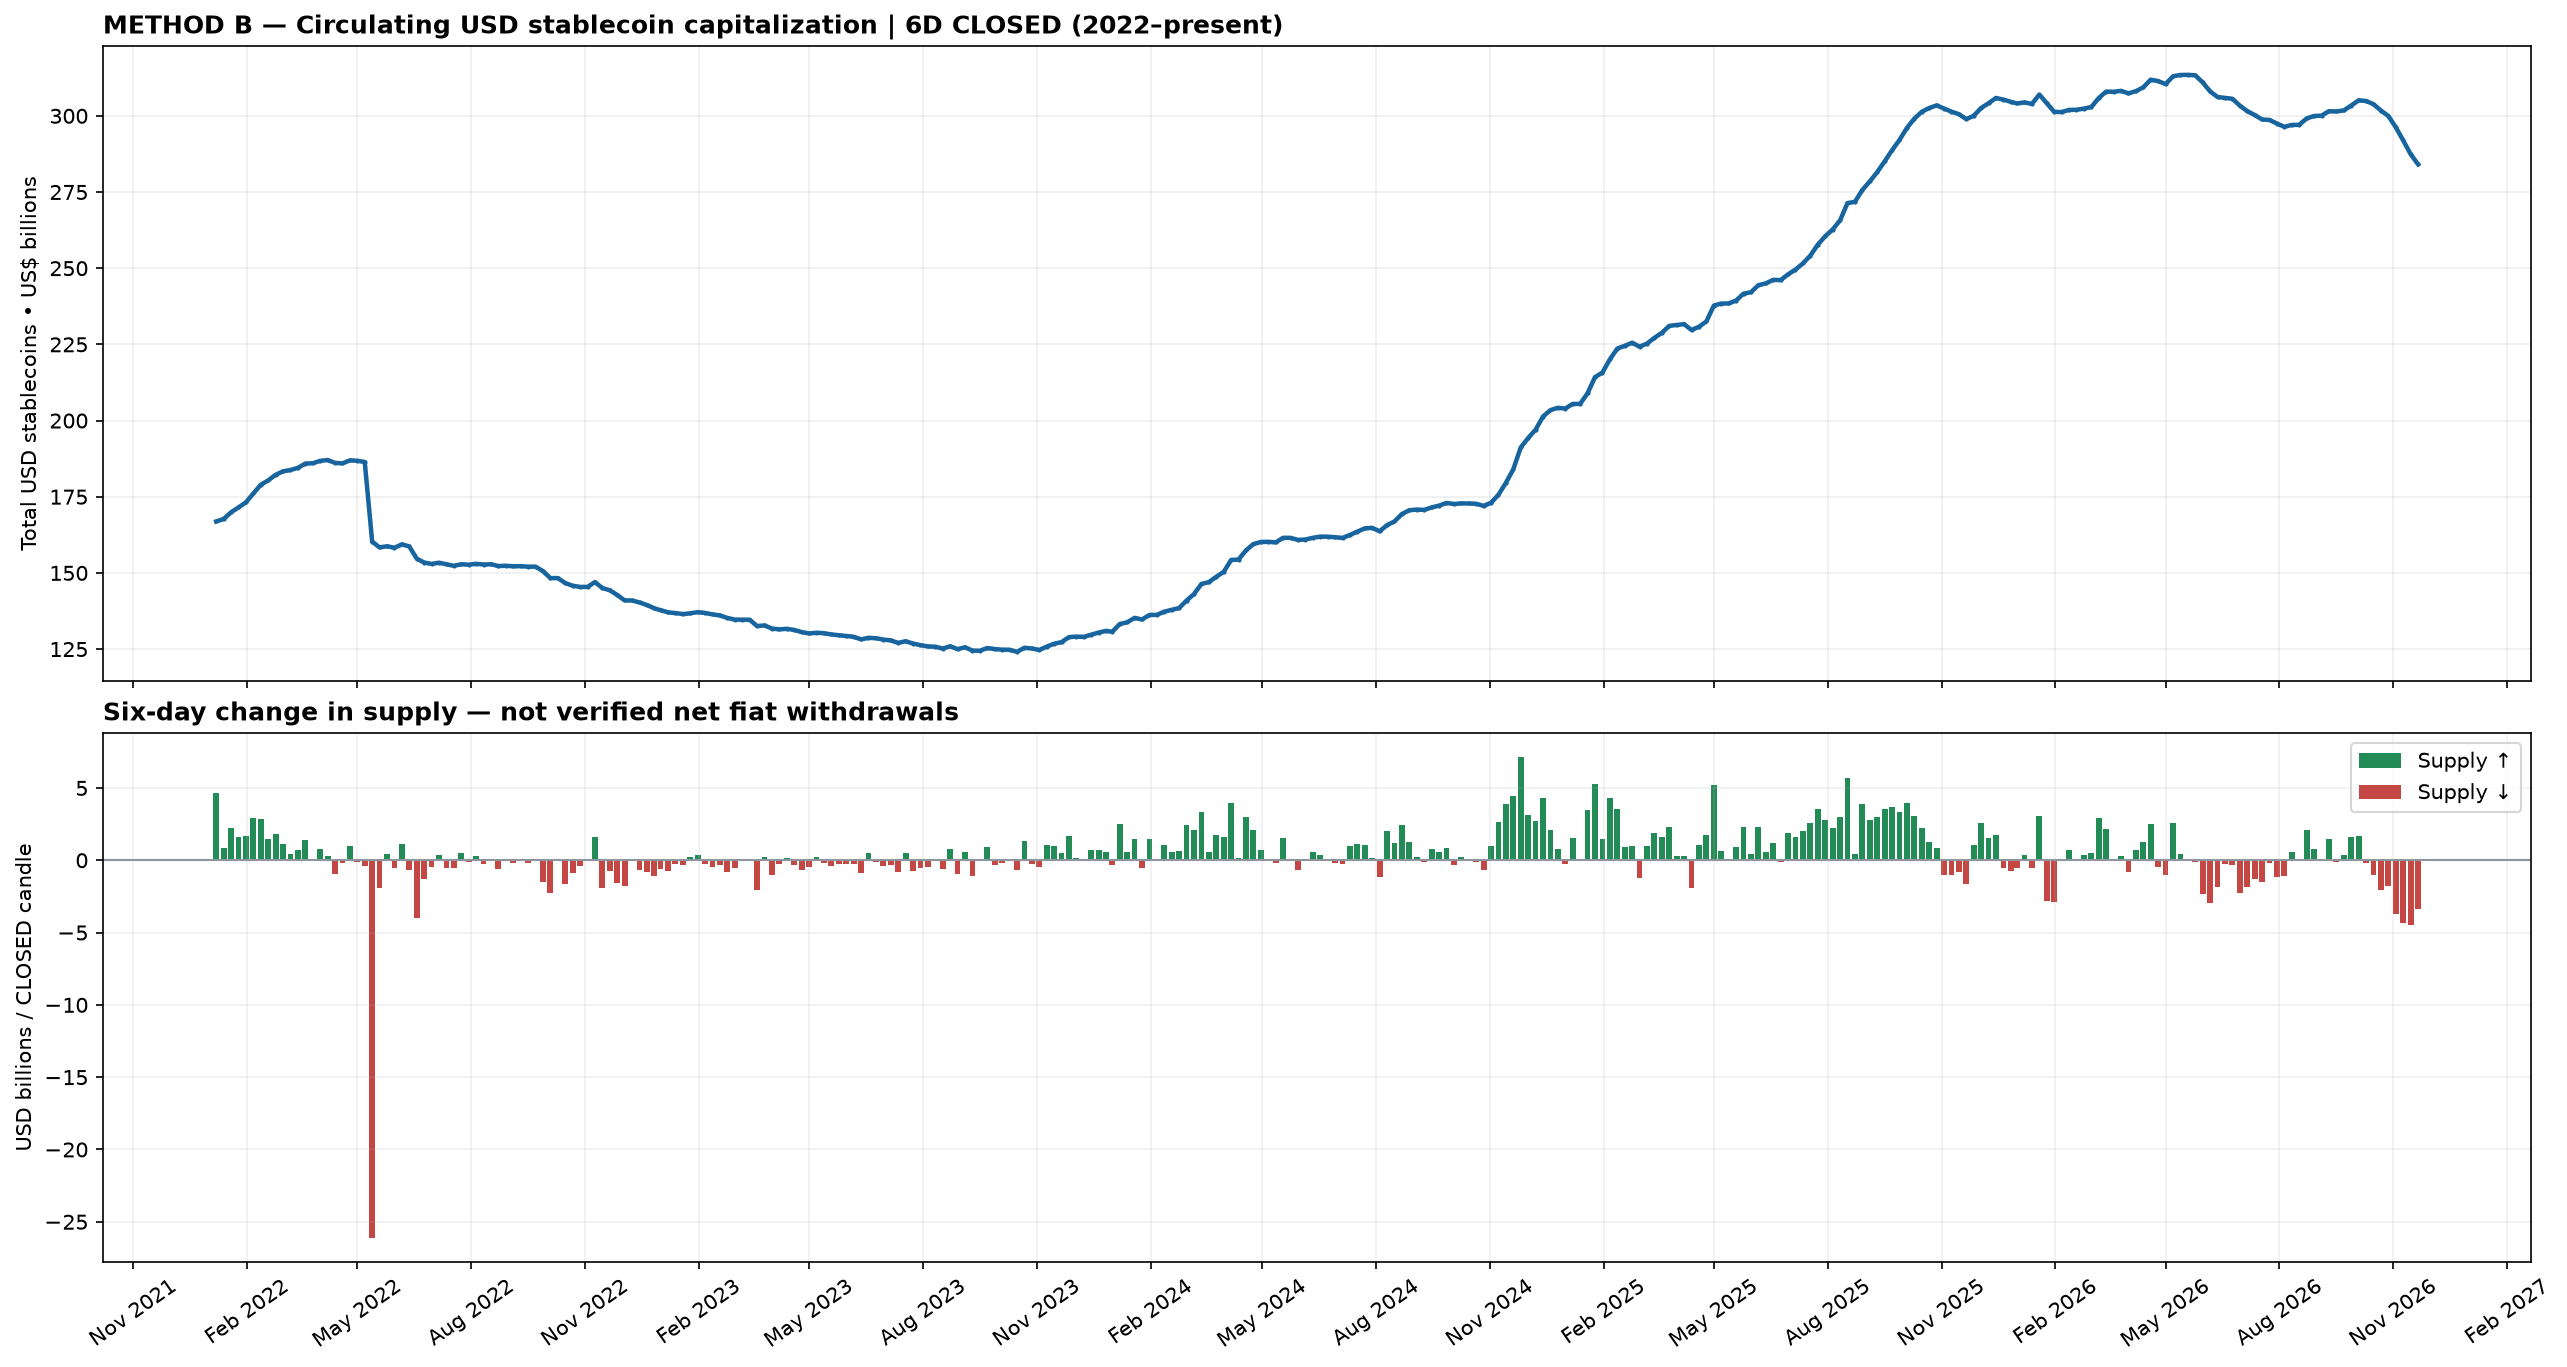 METHOD B — Circulating USD stablecoin capitalization | 6D CLOSED (2022–present)
Total USD stablecoins • US$ billions
300
275
250
225
200
175
150
125
Six-day change in supply — not verified net fiat withdrawals
USD billions / CLOSED candle
Supply ↑
Supply ↓
5
0
−5
−10
−15
−20
−25
Nov 2021
Feb 2022
May 2022
Aug 2022
Nov 2022
Feb 2023
May 2023
Aug 2023
Nov 2023
Feb 2024
May 2024
Aug 2024
Nov 2024
Feb 2025
May 2025
Aug 2025
Nov 2025
Feb 2026
May 2026
Aug 2026
Nov 2026
Feb 2027